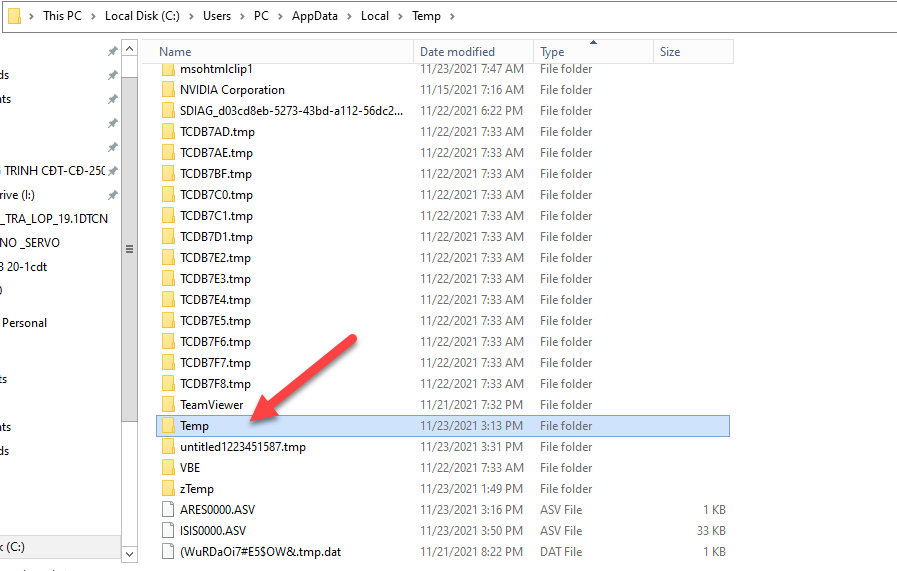 This PC > Local Disk (C:) > Users > PC > AppData > Local > Temp >
Name Date modified Type Size
msohtmlclip1 11/23/2021 7:47 AM File folder
NVIDIA Corporation 11/15/2021 7:16 AM File folder
SDIAG_d03cd8eb-5273-43bd-a112-56dc2... 11/22/2021 6:22 PM File folder
TCDB7AD.tmp 11/22/2021 7:33 AM File folder
TCDB7AE.tmp 11/22/2021 7:33 AM File folder
TCDB7BF.tmp 11/22/2021 7:33 AM File folder
TCDB7C0.tmp 11/22/2021 7:33 AM File folder
TCDB7C1.tmp 11/22/2021 7:33 AM File folder
TCDB7D1.tmp 11/22/2021 7:33 AM File folder
TCDB7E2.tmp 11/22/2021 7:33 AM File folder
TCDB7E3.tmp 11/22/2021 7:33 AM File folder
TCDB7E4.tmp 11/22/2021 7:33 AM File folder
TCDB7E5.tmp 11/22/2021 7:33 AM File folder
TCDB7F6.tmp 11/22/2021 7:33 AM File folder
TCDB7F7.tmp 11/22/2021 7:33 AM File folder
TCDB7F8.tmp 11/22/2021 7:33 AM File folder
TeamViewer 11/21/2021 7:32 PM File folder
Temp 11/23/2021 3:13 PM File folder
untitled1223451587.tmp 11/23/2021 3:31 PM File folder
VBE 11/22/2021 7:33 AM File folder
zTemp 11/23/2021 1:49 PM File folder
ARES0000.ASV 11/23/2021 3:16 PM ASV File 1 KB
ISIS0000.ASV 11/23/2021 3:50 PM ASV File 33 KB
(WuRDaOi7#E5$OW&.tmp.dat 11/21/2021 8:22 PM DAT File 1 KB
ds
nts
TRINH CĐT-CĐ-250
rive (I:)
_TRA_LOP_19.1DTCN
NO _SERVO
20-1cdt
Personal
ts
nts
ds
(C:)